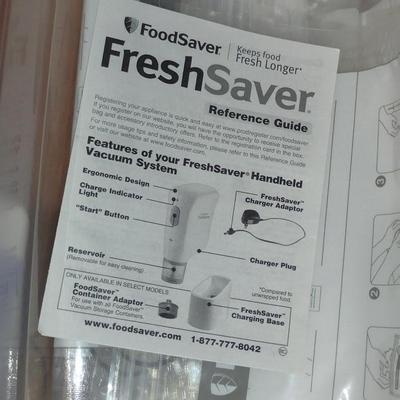 FoodSaver
Keeps food
Fresh Longer*
FreshSaver®
Reference Guide
Registering your appliance is quick and easy at www.prodregister.com/foodsaver
If you register on our website, you will have the opportunity to receive special
bag and accessory introductory offers. Refer to the registration card in the box.
For more usage tips and safety information, please refer to this Reference Guide
or visit our website at www.foodsaver.com.
Features of your FreshSaver® Handheld
Vacuum System
Ergonomic Design
Charge Indicator
Light
"Start" Button
FreshSaver™
Charger Adaptor
Reservoir
(Removable for easy cleaning)
Charger Plug
*Compared to
unwrapped food.
ONLY AVAILABLE IN SELECT MODELS
FoodSaver™
Container Adaptor
For use with all FoodSaver™
Vacuum Storage Containers.
FreshSaver™
Charging Base
www.foodsaver.com 1-877-777-8042
3
2